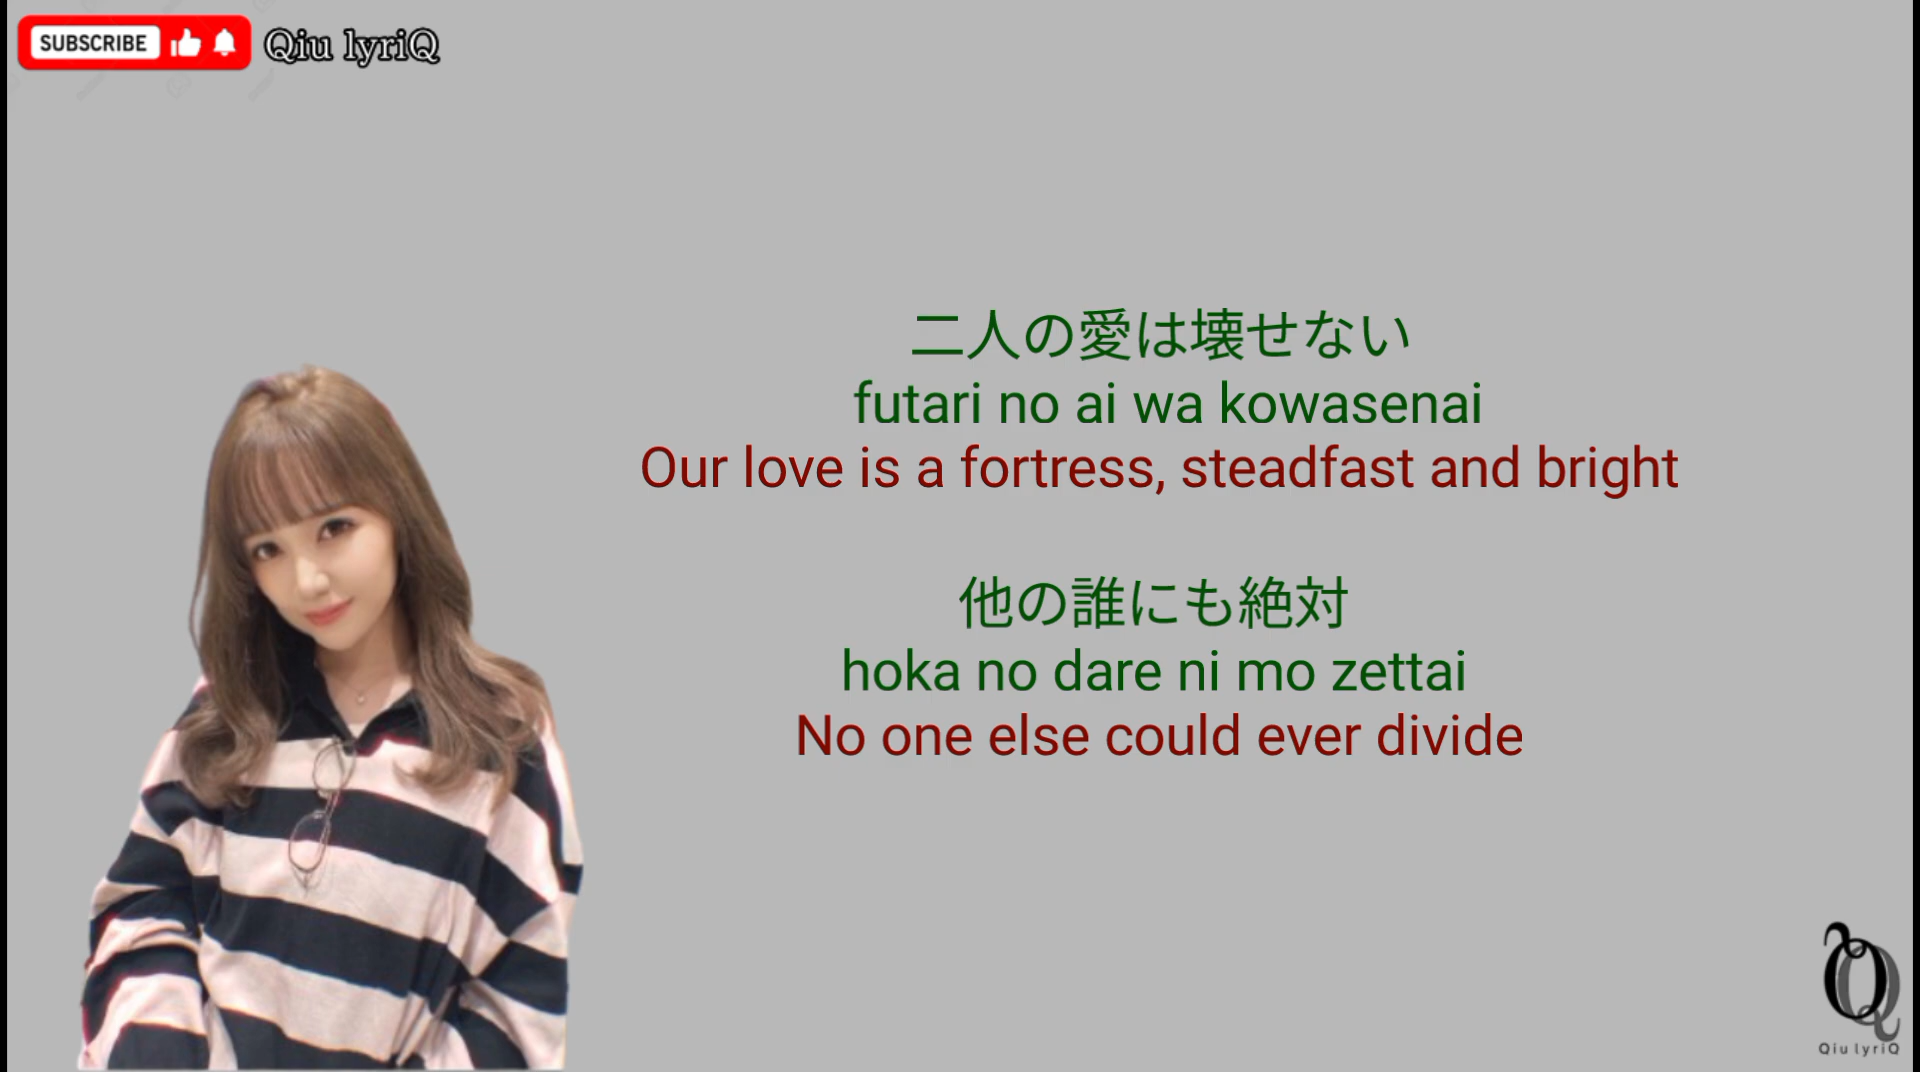 SUBSCRIBE
Qiu lyriQ
二人の愛は壊せない
futari no ai wa kowasenai
Our love is a fortress, steadfast and bright
他の誰にも絶対
hoka no dare ni mo zettai
No one else could ever divide
Qiu lyriQ